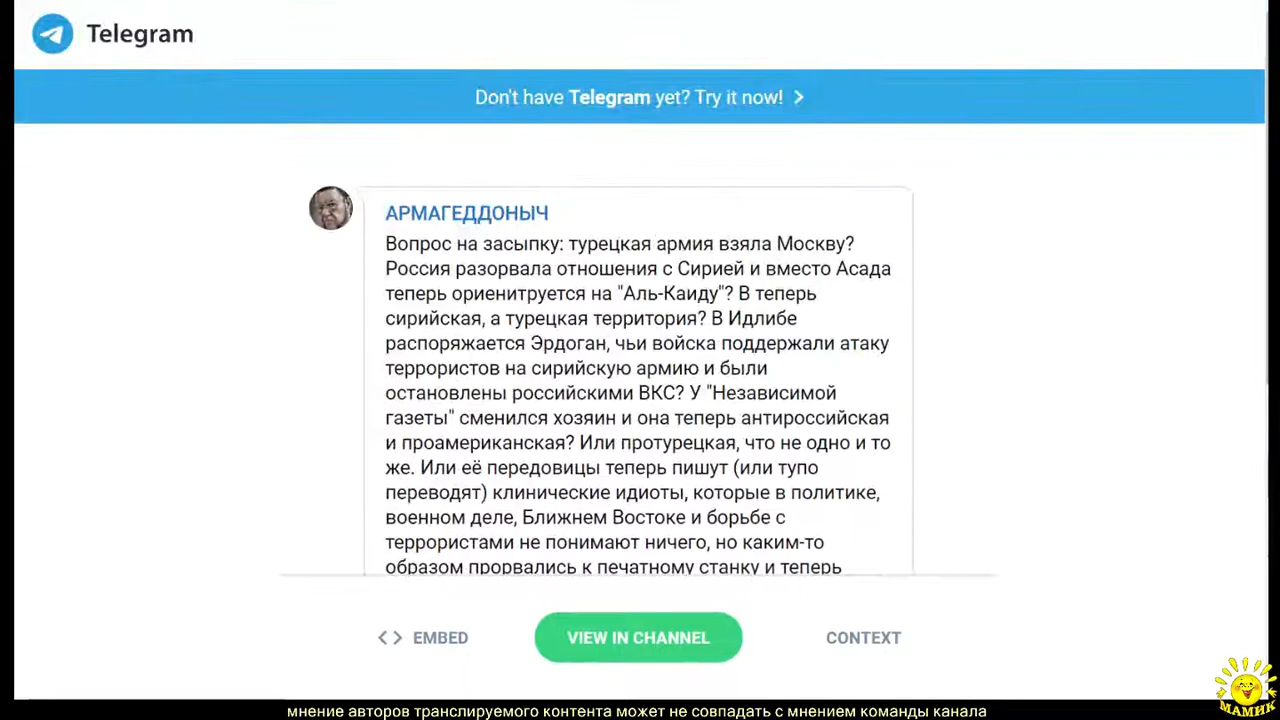 Telegram
Don't have Telegram yet? Try it now!
АРМАГЕДДОНЫЧ
Вопрос на засыпку: турецкая армия взяла Москву?
Россия разорвала отношения с Сирией и вместо Асада
теперь ориенитруется на "Аль-Каиду"? В теперь
сирийская, а турецкая территория? В Идлибе
распоряжается Эрдоган, чьи войска поддержали атаку
террористов на сирийскую армию и были
остановлены российскими ВКС? У "Независимой
газеты" сменился хозяин и она теперь антироссийская
и проамериканская? Или протурецкая, что не одно и то
же. Или её передовицы теперь пишут (или тупо
переводят) клинические идиоты, которые в политике,
военном деле, Ближнем Востоке и борьбе с
террористами не понимают ничего, но каким-то
образом прорвались к печатному станку и теперь
EMBED
VIEW IN CHANNEL
CONTEXT
МАМИК
мнение авторов транслируемого контента может не совпадать с мнением команды канала